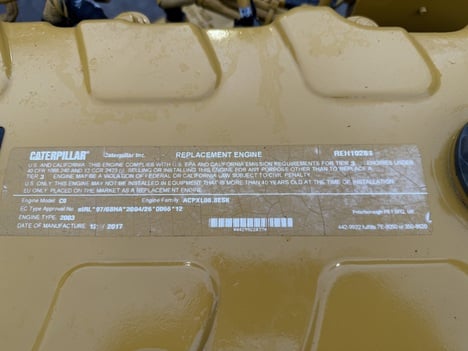 CATERPILLAR Caterpillar Inc. REPLACEMENT ENGINE REH10284
U.S. AND CALIFORNIA. THIS ENGINE COMPLIES WITH U.S. EPA AND CALIFORNIA EMISSION REQUIREMENTS FOR TIER 3 ENGINES UNDER
40 CFR 1068.240 AND 13 CCR 2423 SELLING OR INSTALLING THIS ENGINE FOR ANY PURPOSE OTHER THAN TO REPLACE A
TIER 3 ENGINE MAY BE A VIOLATION OF FEDERAL OR CALIFORNIA LAW SUBJECT TO CIVIL PENALTY.
U.S. ONLY THIS ENGINE MAY NOT BE INSTALLED IN EQUIPMENT THAT IS MORE THAN 40 YEARS OLD AT THE TIME OF INSTALLATION
EU ONLY PLACED ON THE MARKET AS A
Engine Model C9 Engine Family ACPXL08.8ESK
EC Type Approval no. *97/68HA*2004/26*
ENGINE TYPE:
DATE OF MANUFACTURE 2017